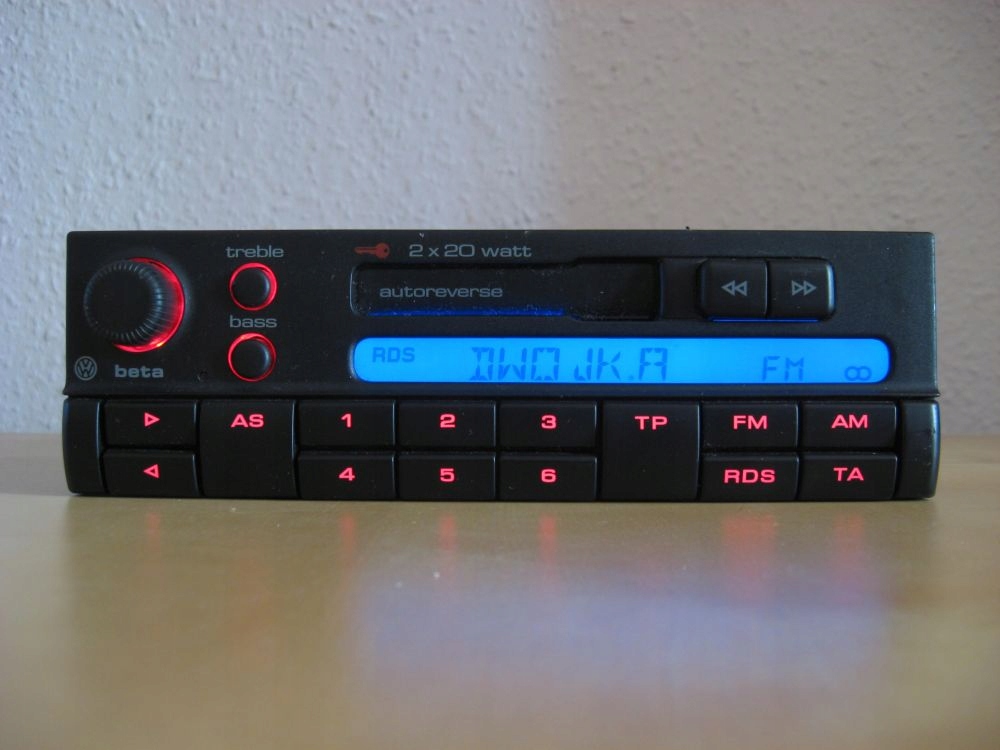 treble
2 x 20 watt
autoreverse
bass
beta
RDS DWOJK.A FM
AS 1 2 3 TP FM AM
4 5 6 RDS TA